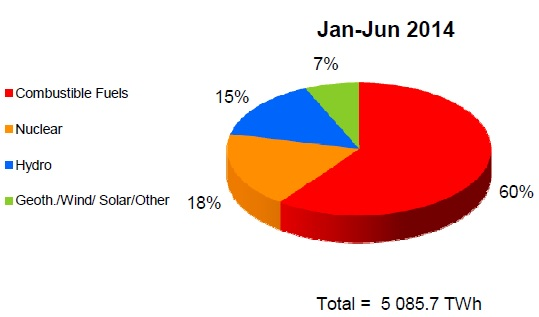 Jan-Jun 2014
7%
Combustible Fuels
15%
Nuclear
Hydro
Geoth./Wind/ Solar/Other
18%
60%
Total =  5 085.7 TWh